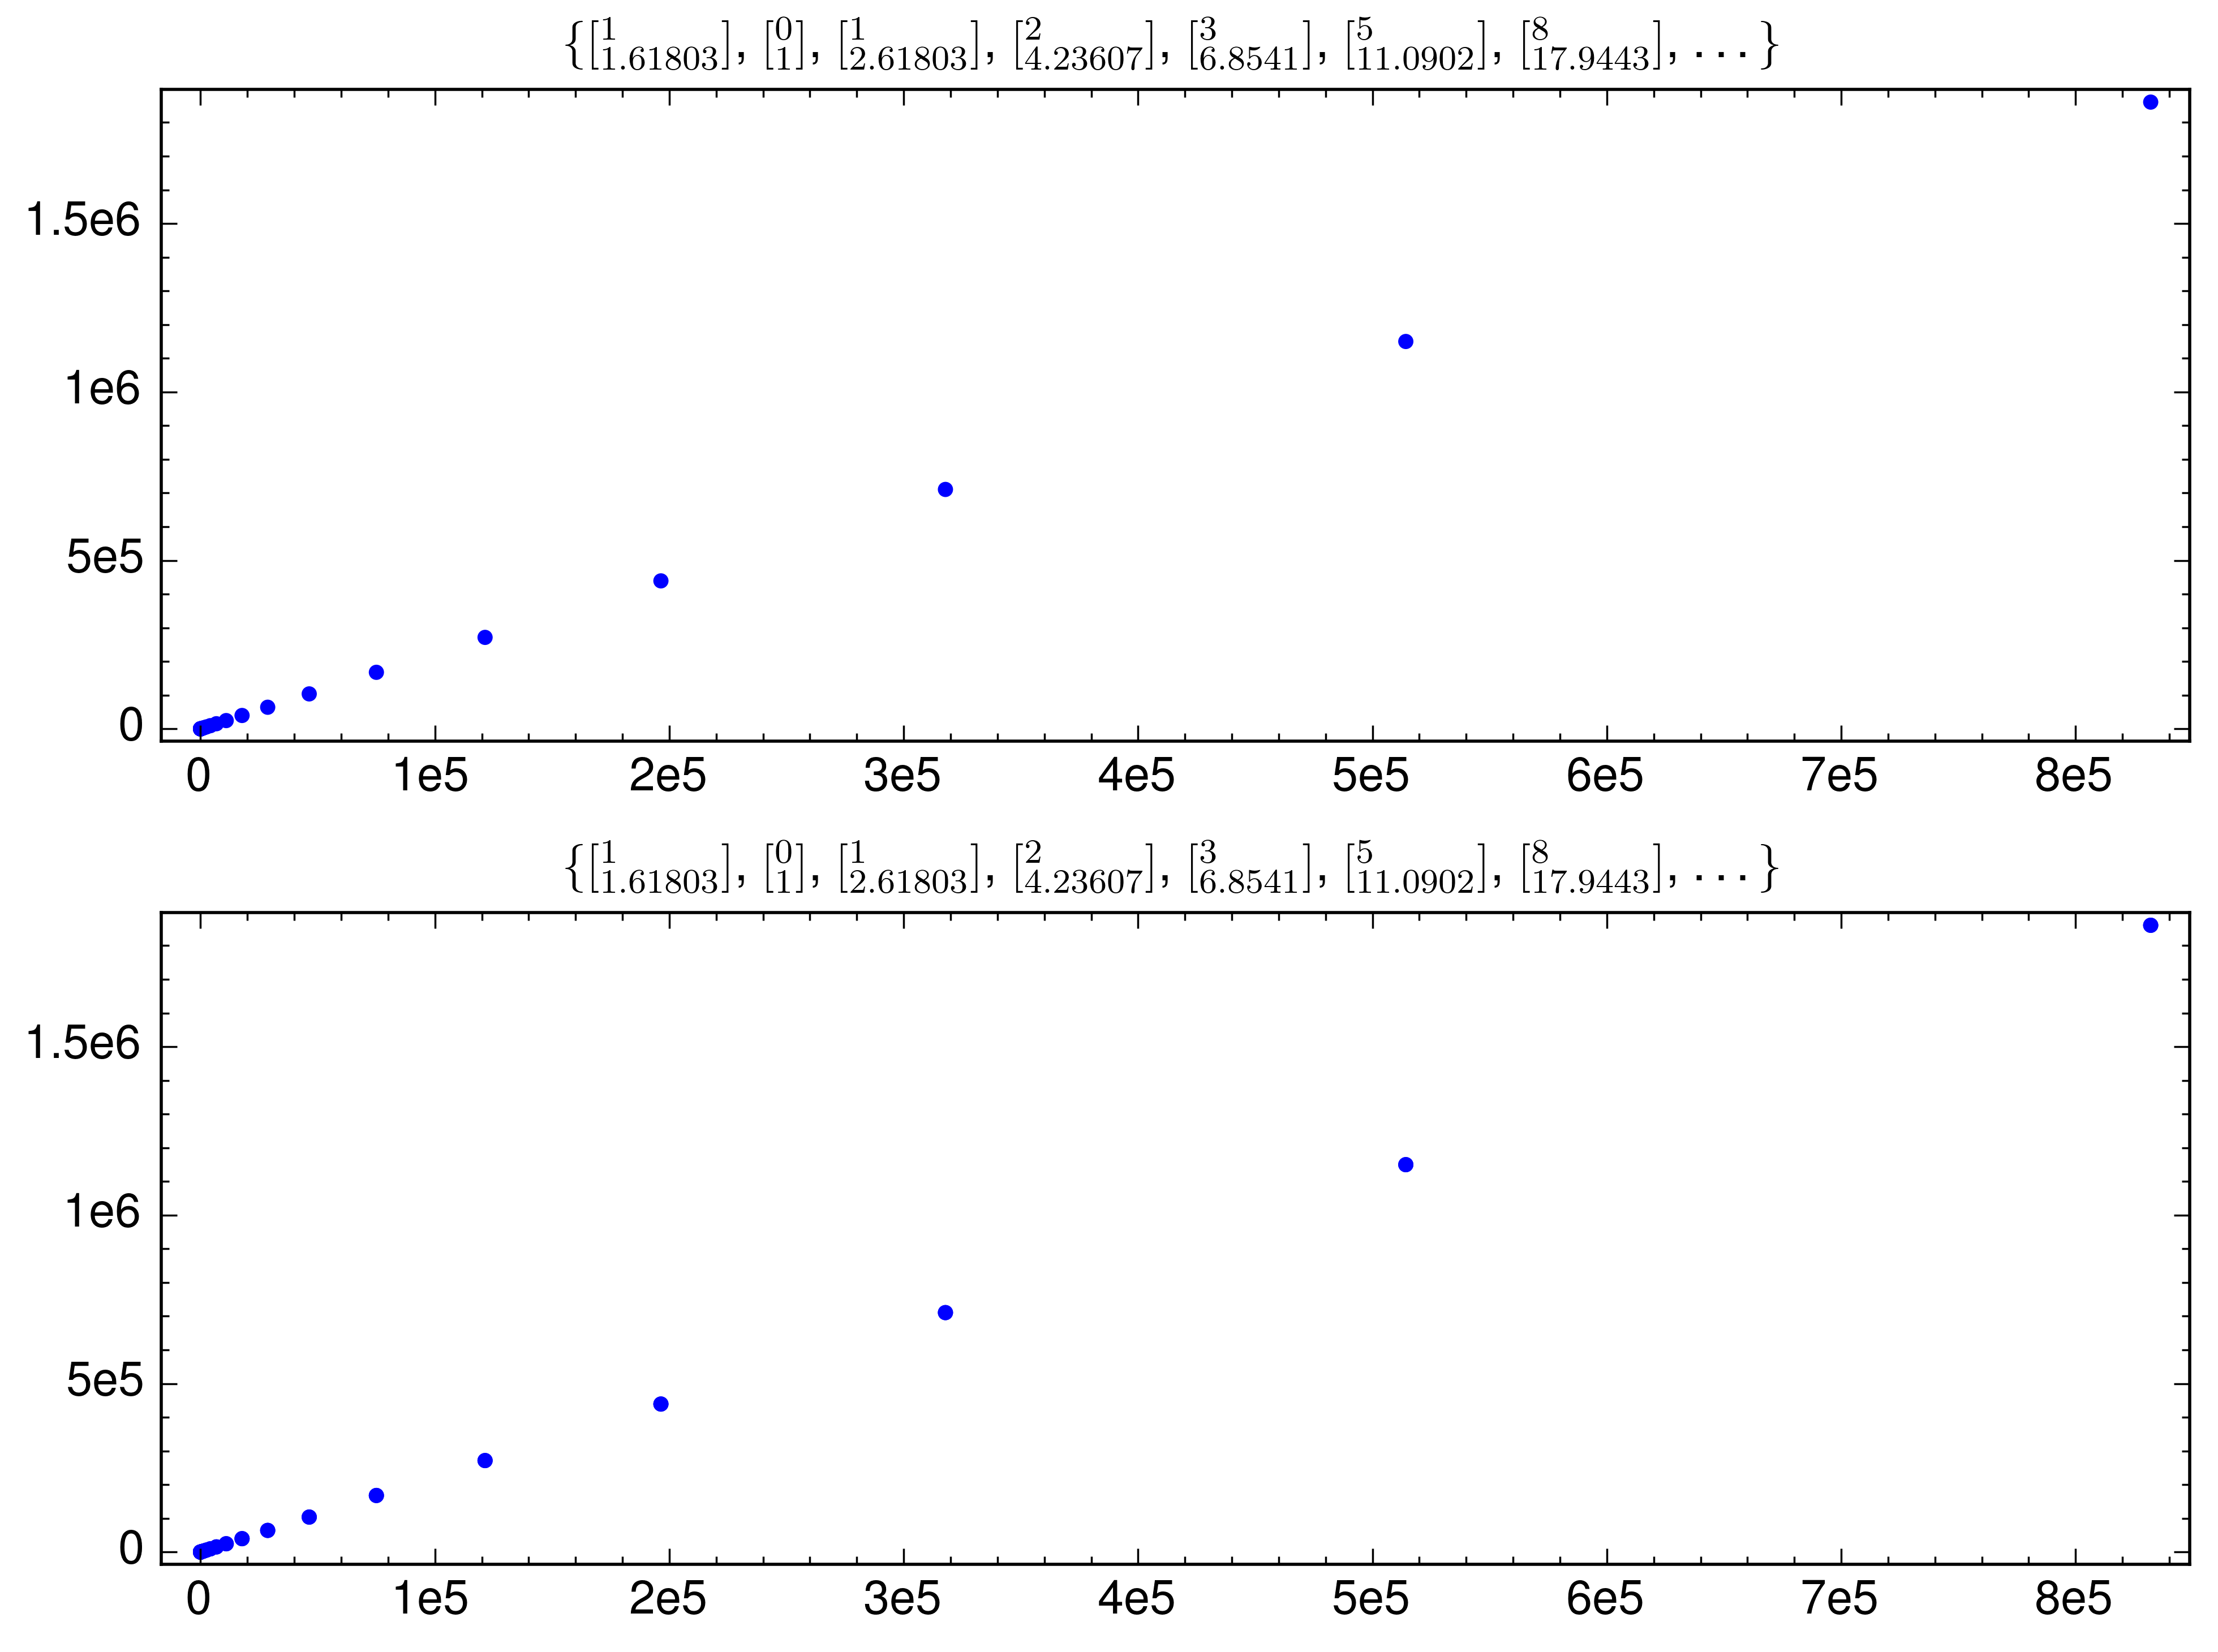 {[1 1.61803], [0 1], [1 2.61803], [2 4.23607], [3 6.8541], [5 11.0902], [8 17.9443], ...}
1.5e6
1e6
5e5
0
0 1e5 2e5 3e5 4e5 5e5 6e5 7e5 8e5
{[1 1.61803], [0 1], [1 2.61803], [2 4.23607], [3 6.8541], [5 11.0902], [8 17.9443], ...}
1.5e6
1e6
5e5
0
0 1e5 2e5 3e5 4e5 5e5 6e5 7e5 8e5